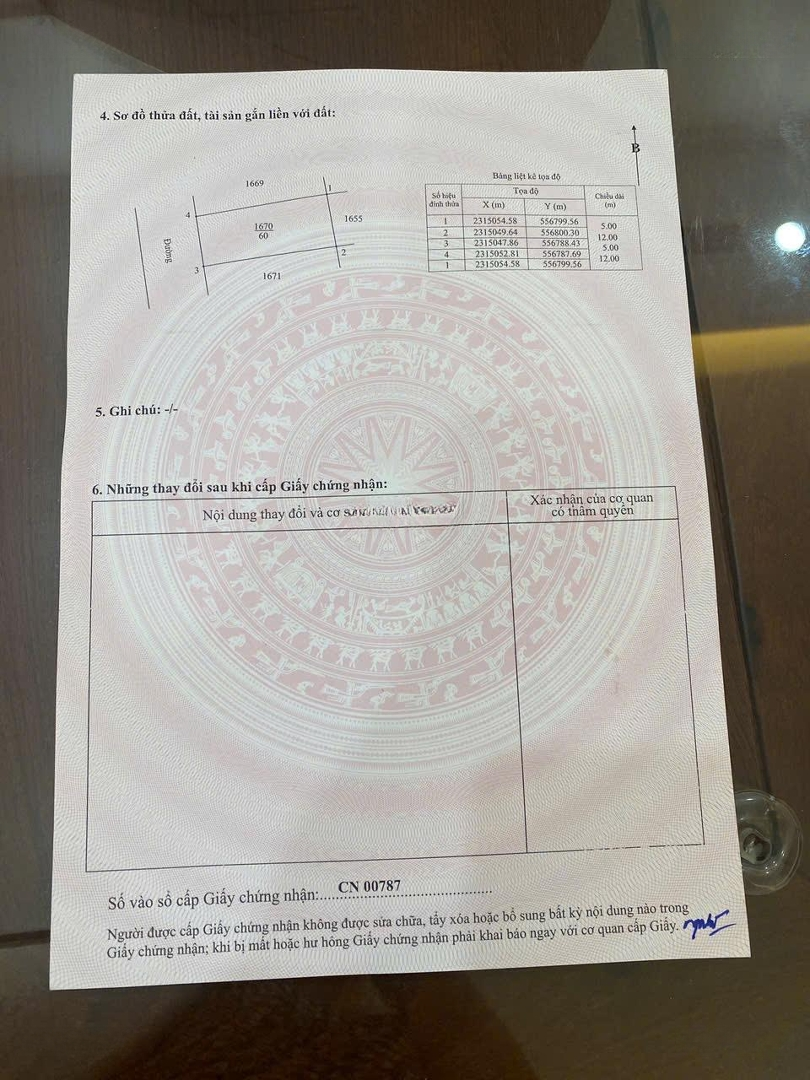 4. Sơ đồ thửa đất, tài sản gắn liền với đất:
B
1669
1
4
1670
60
1655
Đường
2
3
1671
Bảng liệt kê tọa độ
Số hiệu đỉnh thửa Tọa độ Chiều dài (m)
X (m) Y (m)
1 2315054.58 556799.56
5.00
2 2315049.64 556800.30
12.00
3 2315047.86 556788.43
5.00
4 2315052.81 556787.69
12.00
1 2315054.58 556799.56
5. Ghi chú: -/-
6. Những thay đổi sau khi cấp Giấy chứng nhận:
Nội dung thay đổi và cơ
Xác nhận của cơ quan
có thẩm quyền
Số vào sổ cấp Giấy chứng nhận: CN 00787
Người được cấp Giấy chứng nhận không được sửa chữa, tẩy xóa hoặc bổ sung bất kỳ nội dung nào trong
Giấy chứng nhận; khi bị mất hoặc hư hỏng Giấy chứng nhận phải khai báo ngay với cơ quan cấp Giấy.